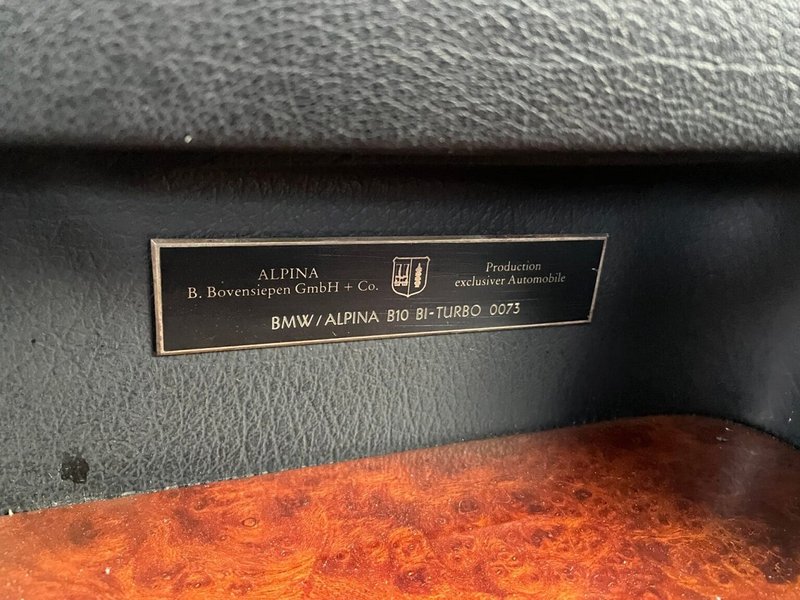 ALPINA
B. Bovensiepen GmbH + Co.
Production
exclusiver Automobile
BMW/ALPINA B10 BI-TURBO 0073